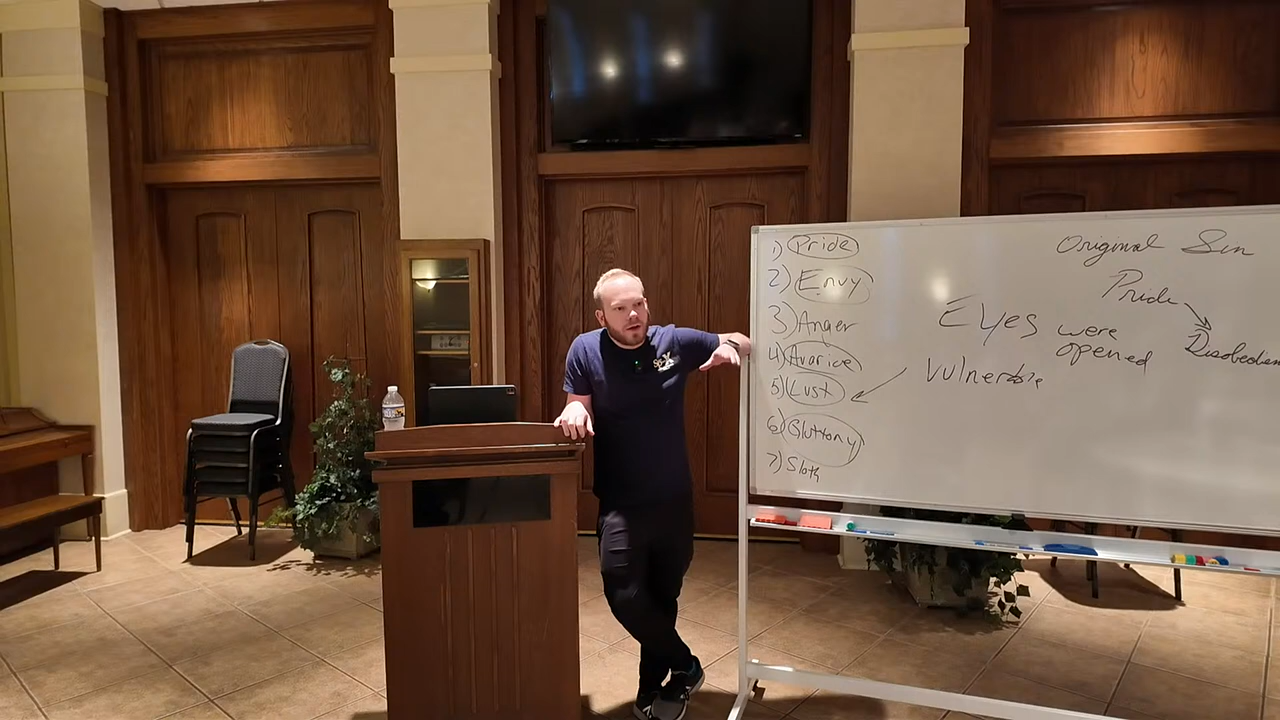 1) Pride
2) Envy
3) Anger
4) Avarice
5) Lust
6) Gluttony
7) Sloth
Original Sin
Pride
Disobedien
Eyes were
opened
Vulnerable